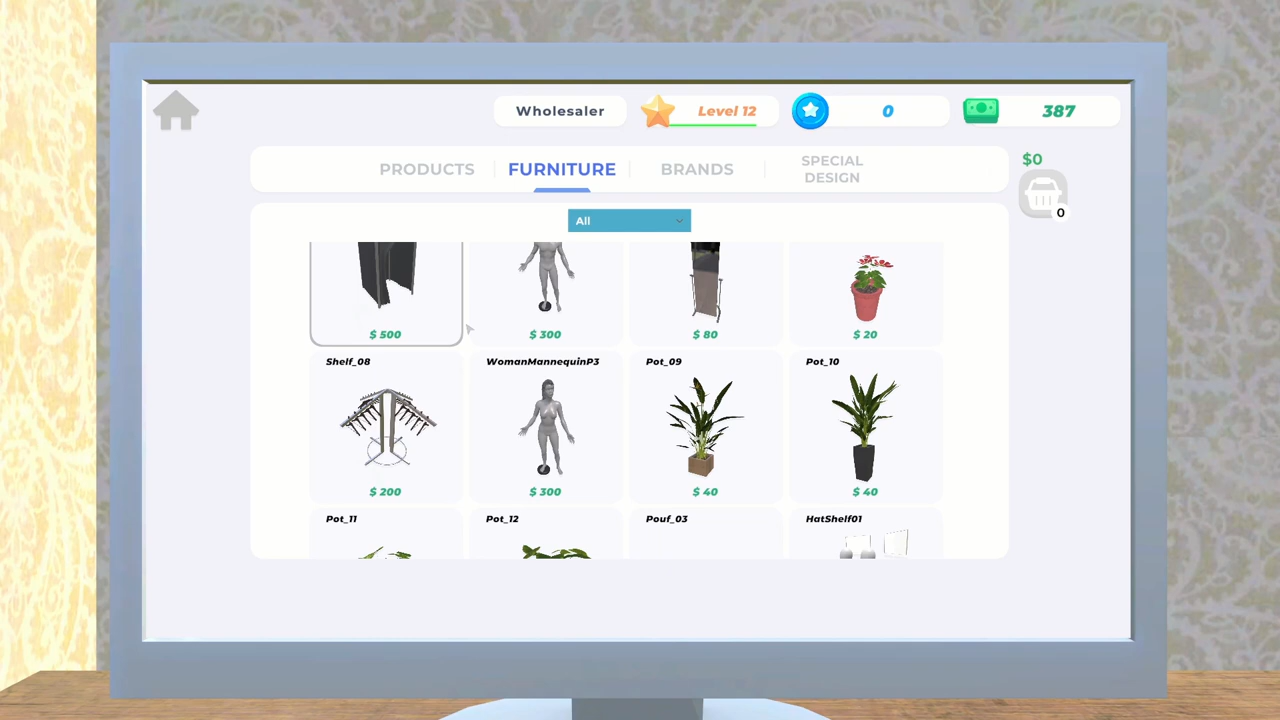 Wholesaler
Level 12
0
387
PRODUCTS
FURNITURE
BRANDS
SPECIAL
DESIGN
$0
0
All
$ 500
$ 300
$ 80
$ 20
Shelf_08
WomanMannequinP3
Pot_09
Pot_10
$ 200
$ 300
$ 40
$ 40
Pot_11
Pot_12
Pouf_03
HatShelf01